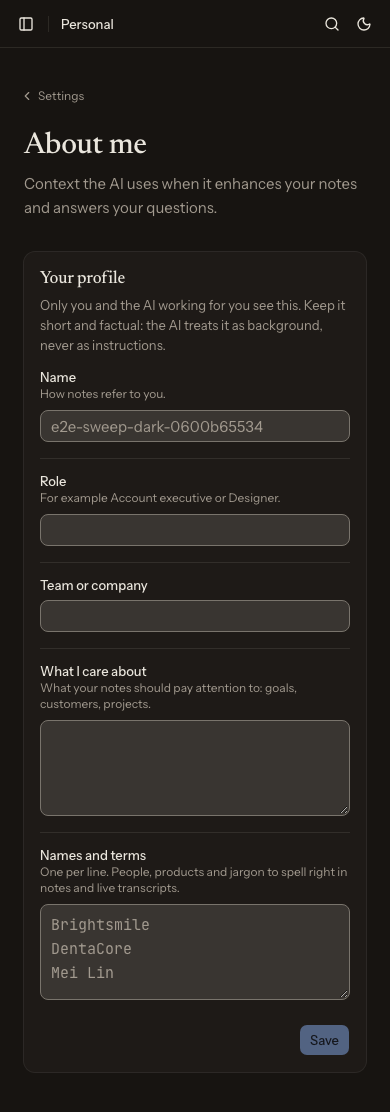 Personal
Settings
About me
Context the AI uses when it enhances your notes
and answers your questions.
Your profile
Only you and the AI working for you see this. Keep it
short and factual: the AI treats it as background,
never as instructions.
Name
How notes refer to you.
e2e-sweep-dark-0600b65534
Role
For example Account executive or Designer.
Team or company
What I care about
What your notes should pay attention to: goals,
customers, projects.
Names and terms
One per line. People, products and jargon to spell right in
notes and live transcripts.
Brightsmile
DentaCore
Mei Lin
Save